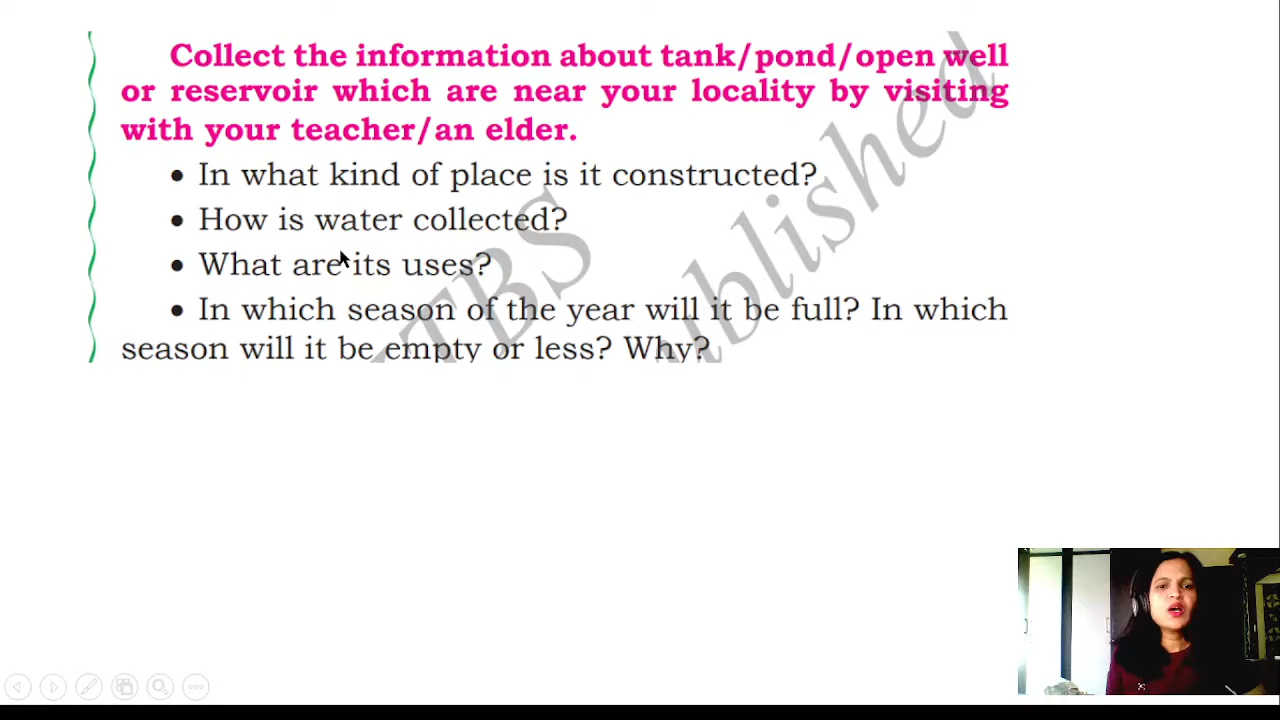 Collect the information about tank/pond/open well
or reservoir which are near your locality by visiting
with your teacher/an elder.
• In what kind of place is it constructed?
• How is water collected?
• What are its uses?
• In which season of the year will it be full? In which
season will it be empty or less? Why?
TBS
ublished